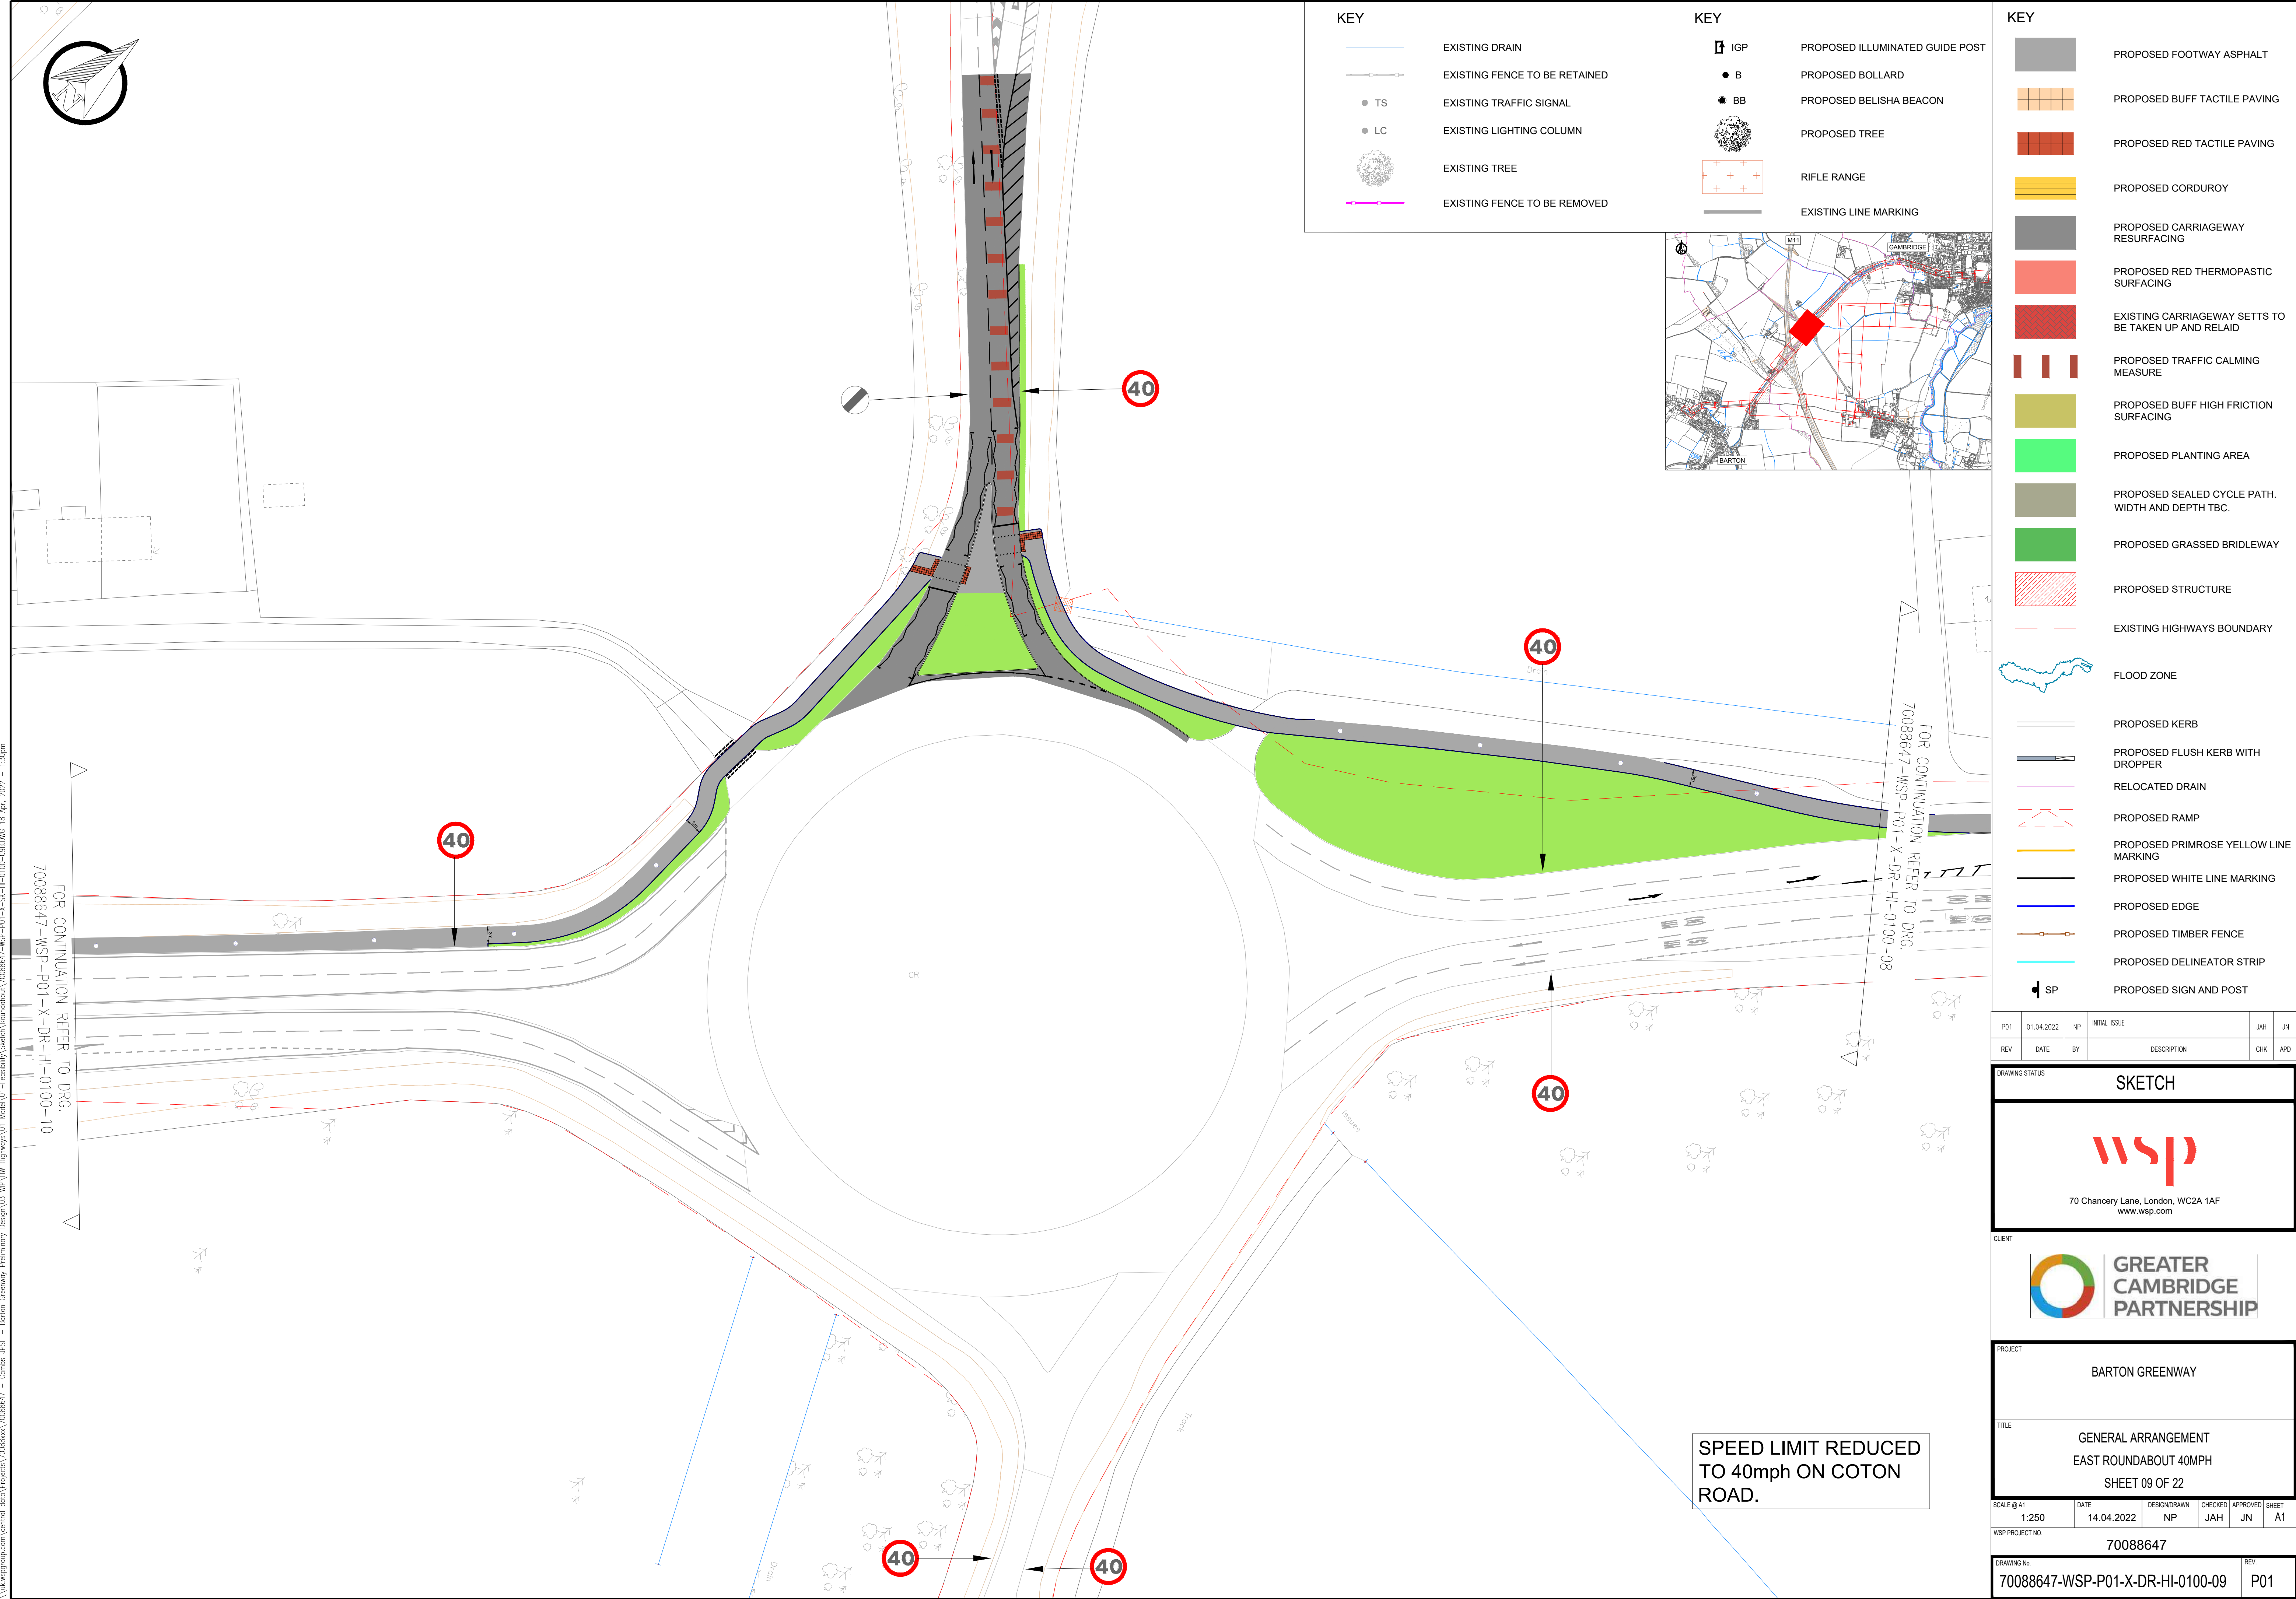 KEY
EXISTING DRAIN
EXISTING FENCE TO BE RETAINED
TS EXISTING TRAFFIC SIGNAL
LC EXISTING LIGHTING COLUMN
EXISTING TREE
EXISTING FENCE TO BE REMOVED
KEY
IGP PROPOSED ILLUMINATED GUIDE POST
B PROPOSED BOLLARD
BB PROPOSED BELISHA BEACON
PROPOSED TREE
RIFLE RANGE
EXISTING LINE MARKING
KEY
PROPOSED FOOTWAY ASPHALT
PROPOSED BUFF TACTILE PAVING
PROPOSED RED TACTILE PAVING
PROPOSED CORDUROY
PROPOSED CARRIAGEWAY
RESURFACING
PROPOSED RED THERMOPASTIC
SURFACING
EXISTING CARRIAGEWAY SETTS TO
BE TAKEN UP AND RELAID
PROPOSED TRAFFIC CALMING
MEASURE
PROPOSED BUFF HIGH FRICTION
SURFACING
PROPOSED PLANTING AREA
PROPOSED SEALED CYCLE PATH.
WIDTH AND DEPTH TBC.
PROPOSED GRASSED BRIDLEWAY
PROPOSED STRUCTURE
EXISTING HIGHWAYS BOUNDARY
FLOOD ZONE
PROPOSED KERB
PROPOSED FLUSH KERB WITH
DROPPER
RELOCATED DRAIN
PROPOSED RAMP
PROPOSED PRIMROSE YELLOW LINE
MARKING
PROPOSED WHITE LINE MARKING
PROPOSED EDGE
PROPOSED TIMBER FENCE
PROPOSED DELINEATOR STRIP
SP PROPOSED SIGN AND POST
M11
CAMBRIDGE
BARTON
N
40
40
40
40
40
40
Drain
CR
Issues
Track
Drain
FOR CONTINUATION REFER TO DRG.
70088647-WSP-P01-X-DR-HI-0100-10
FOR CONTINUATION REFER TO DRG.
70088647-WSP-P01-X-DR-HI-0100-08
SPEED LIMIT REDUCED
TO 40mph ON COTON
ROAD.
P01 01.04.2022 NP INITIAL ISSUE JAH JN
REV DATE BY DESCRIPTION CHK APD
DRAWING STATUS
SKETCH
wsp
70 Chancery Lane, London, WC2A 1AF
www.wsp.com
CLIENT
GREATER
CAMBRIDGE
PARTNERSHIP
PROJECT
BARTON GREENWAY
TITLE
GENERAL ARRANGEMENT
EAST ROUNDABOUT 40MPH
SHEET 09 OF 22
SCALE @ A1 DATE DESIGN/DRAWN CHECKED APPROVED SHEET
1:250 14.04.2022 NP JAH JN A1
WSP PROJECT NO.
70088647
DRAWING No. REV.
70088647-WSP-P01-X-DR-HI-0100-09 P01